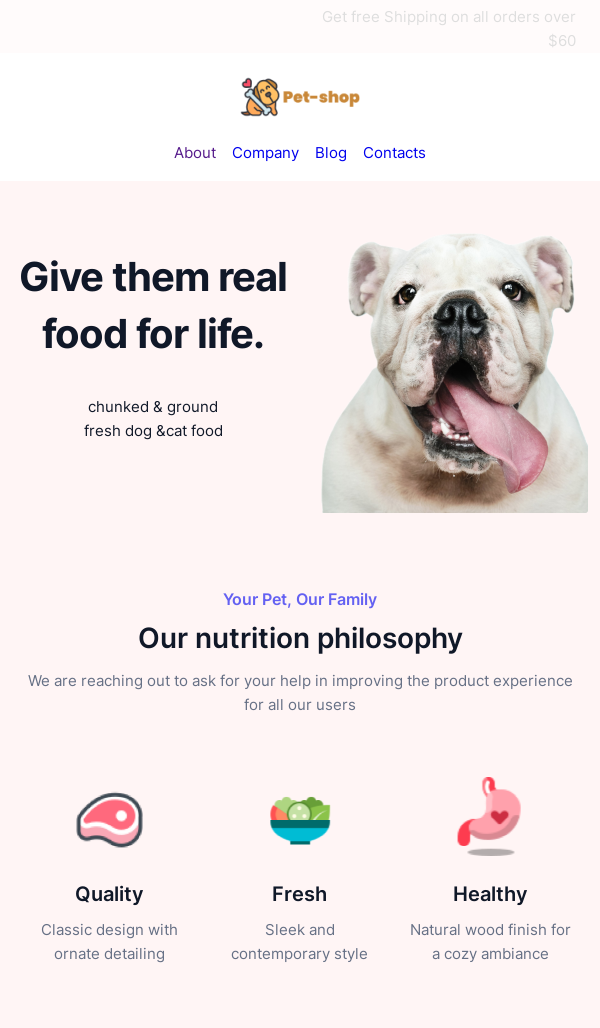 Get free Shipping on all orders over
$60
Pet-shop
About Company Blog Contacts
Give them real
food for life.
chunked & ground
fresh dog &cat food
Your Pet, Our Family
Our nutrition philosophy
We are reaching out to ask for your help in improving the product experience
for all our users
Quality
Classic design with
ornate detailing
Fresh
Sleek and
contemporary style
Healthy
Natural wood finish for
a cozy ambiance